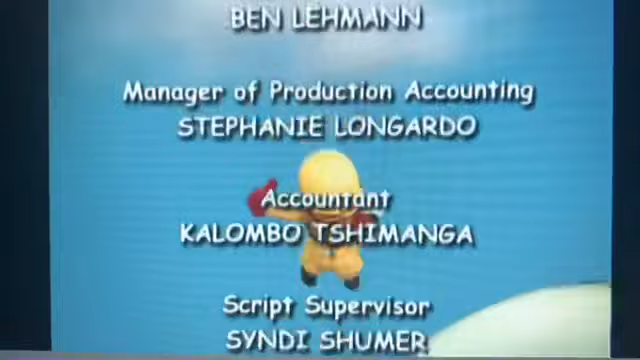 BEN LEHMANN
Manager of Production Accounting
STEPHANIE LONGARDO
Accountant
KALOMBO TSHIMANGA
Script Supervisor
SYNDI SHUMER